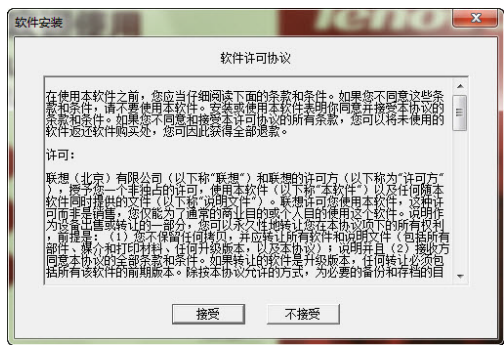 软件安装
软件许可协议
在使用本软件之前，您应当仔细阅读下面的条款和条件。如果您不同意这些条
款和条件，请不要使用本软件。安装或使用本软件表明你同意并接受本协议的
条款和条件。如果您不同意和接受本许可协议的所有条款，您可以将未使用的
软件返还软件购买处，您可因此获得全部退款。
许可：
联想（北京）有限公司（以下称"联想"）和联想的许可方（以下称为"许可方"
），授予您一个非独占的许可，使用本软件（以下称"本软件"）以及任何随本
软件同时提供的文件（以下称"说明文件"）。联想许可您使用本软件，这种许
可而非是销售，您仅能为了通常的商业目的或个人目的使用这个软件。说明作
为设备出售或转让的一部分，您可以永久性地转让您在本协议项下的所有权利
，前提是：（1）您不保留任何拷贝，并应转让所有软件和说明文件（包括所有
部件、媒介和打印材料、任何升级版本，以及本协议）；说明并且（2）接收方
同意本协议的全部条款和条件。如果转让的软件是升级版本，任何转让必须包
括所有该软件的前期版本。除按本协议允许的方式，为必要的备份和存档的目
接受
不接受